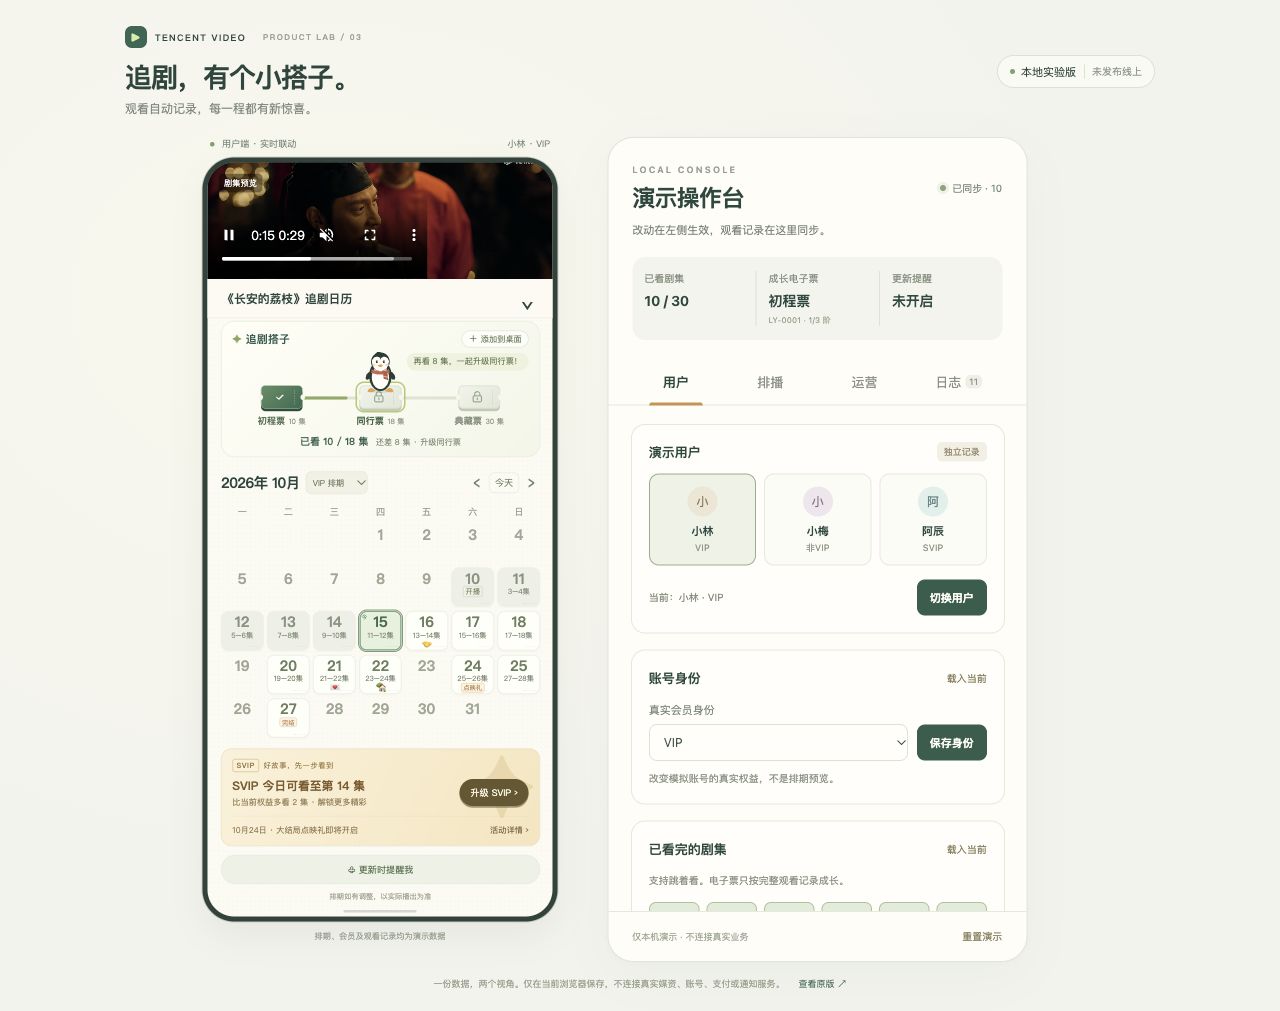 TENCENT VIDEO PRODUCT LAB / 03
追剧，有个小搭子。
观看自动记录，每一程都有新惊喜。
本地实验版 未发布线上
用户端 · 实时联动 小林 · VIP
剧集预览
0:15 0:29
《长安的荔枝》追剧日历
追剧搭子
＋ 添加到桌面
再看 8 集，一起升级同行票！
初程票 10 集 同行票 18 集 典藏票 30 集
已看 10 / 18 集 还差 8 集 · 升级同行票
2026年 10月 VIP 排期 今天
一 二 三 四 五 六 日
1 2 3 4
5 6 7 8 9 10 11
开播 3—4集
12 13 14 15 16 17 18
5—6集 7—8集 9—10集 11—12集 13—14集 15—16集 17—18集
19 20 21 22 23 24 25
19—20集 21—22集 23—24集 25—26集 27—28集
点映礼
26 27 28 29 30 31
完结
SVIP 好故事，先一步看到
SVIP 今日可看至第 14 集
比当前权益多看 2 集 · 解锁更多精彩
升级 SVIP ›
10月24日 · 大结局点映礼即将开启 活动详情 ›
更新时提醒我
排期如有调整，以实际播出为准
排期、会员及观看记录均为演示数据
LOCAL CONSOLE
演示操作台
已同步 · 10
改动在左侧生效，观看记录在这里同步。
已看剧集 成长电子票 更新提醒
10 / 30 初程票 未开启
LY-0001 · 1/3 阶
用户 排播 运营 日志 11
演示用户 独立记录
小 小 阿
小林 小梅 阿辰
VIP 非VIP SVIP
当前：小林 · VIP 切换用户
账号身份 载入当前
真实会员身份
VIP 保存身份
改变模拟账号的真实权益，不是排期预览。
已看完的剧集 载入当前
支持跳着看。电子票只按完整观看记录成长。
仅本机演示 · 不连接真实业务 重置演示
一份数据，两个视角。仅在当前浏览器保存，不连接真实媒资、账号、支付或通知服务。 查看原版 ↗